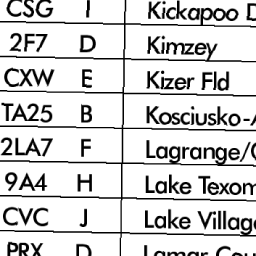 CSG I Kickapoo D
2F7 D Kimzey
CXW E Kizer Fld
TA25 B Kosciusko-
2LA7 F Lagrange/
9A4 H Lake Texom
CVC J Lake Villag
PRX D Lamar Cou